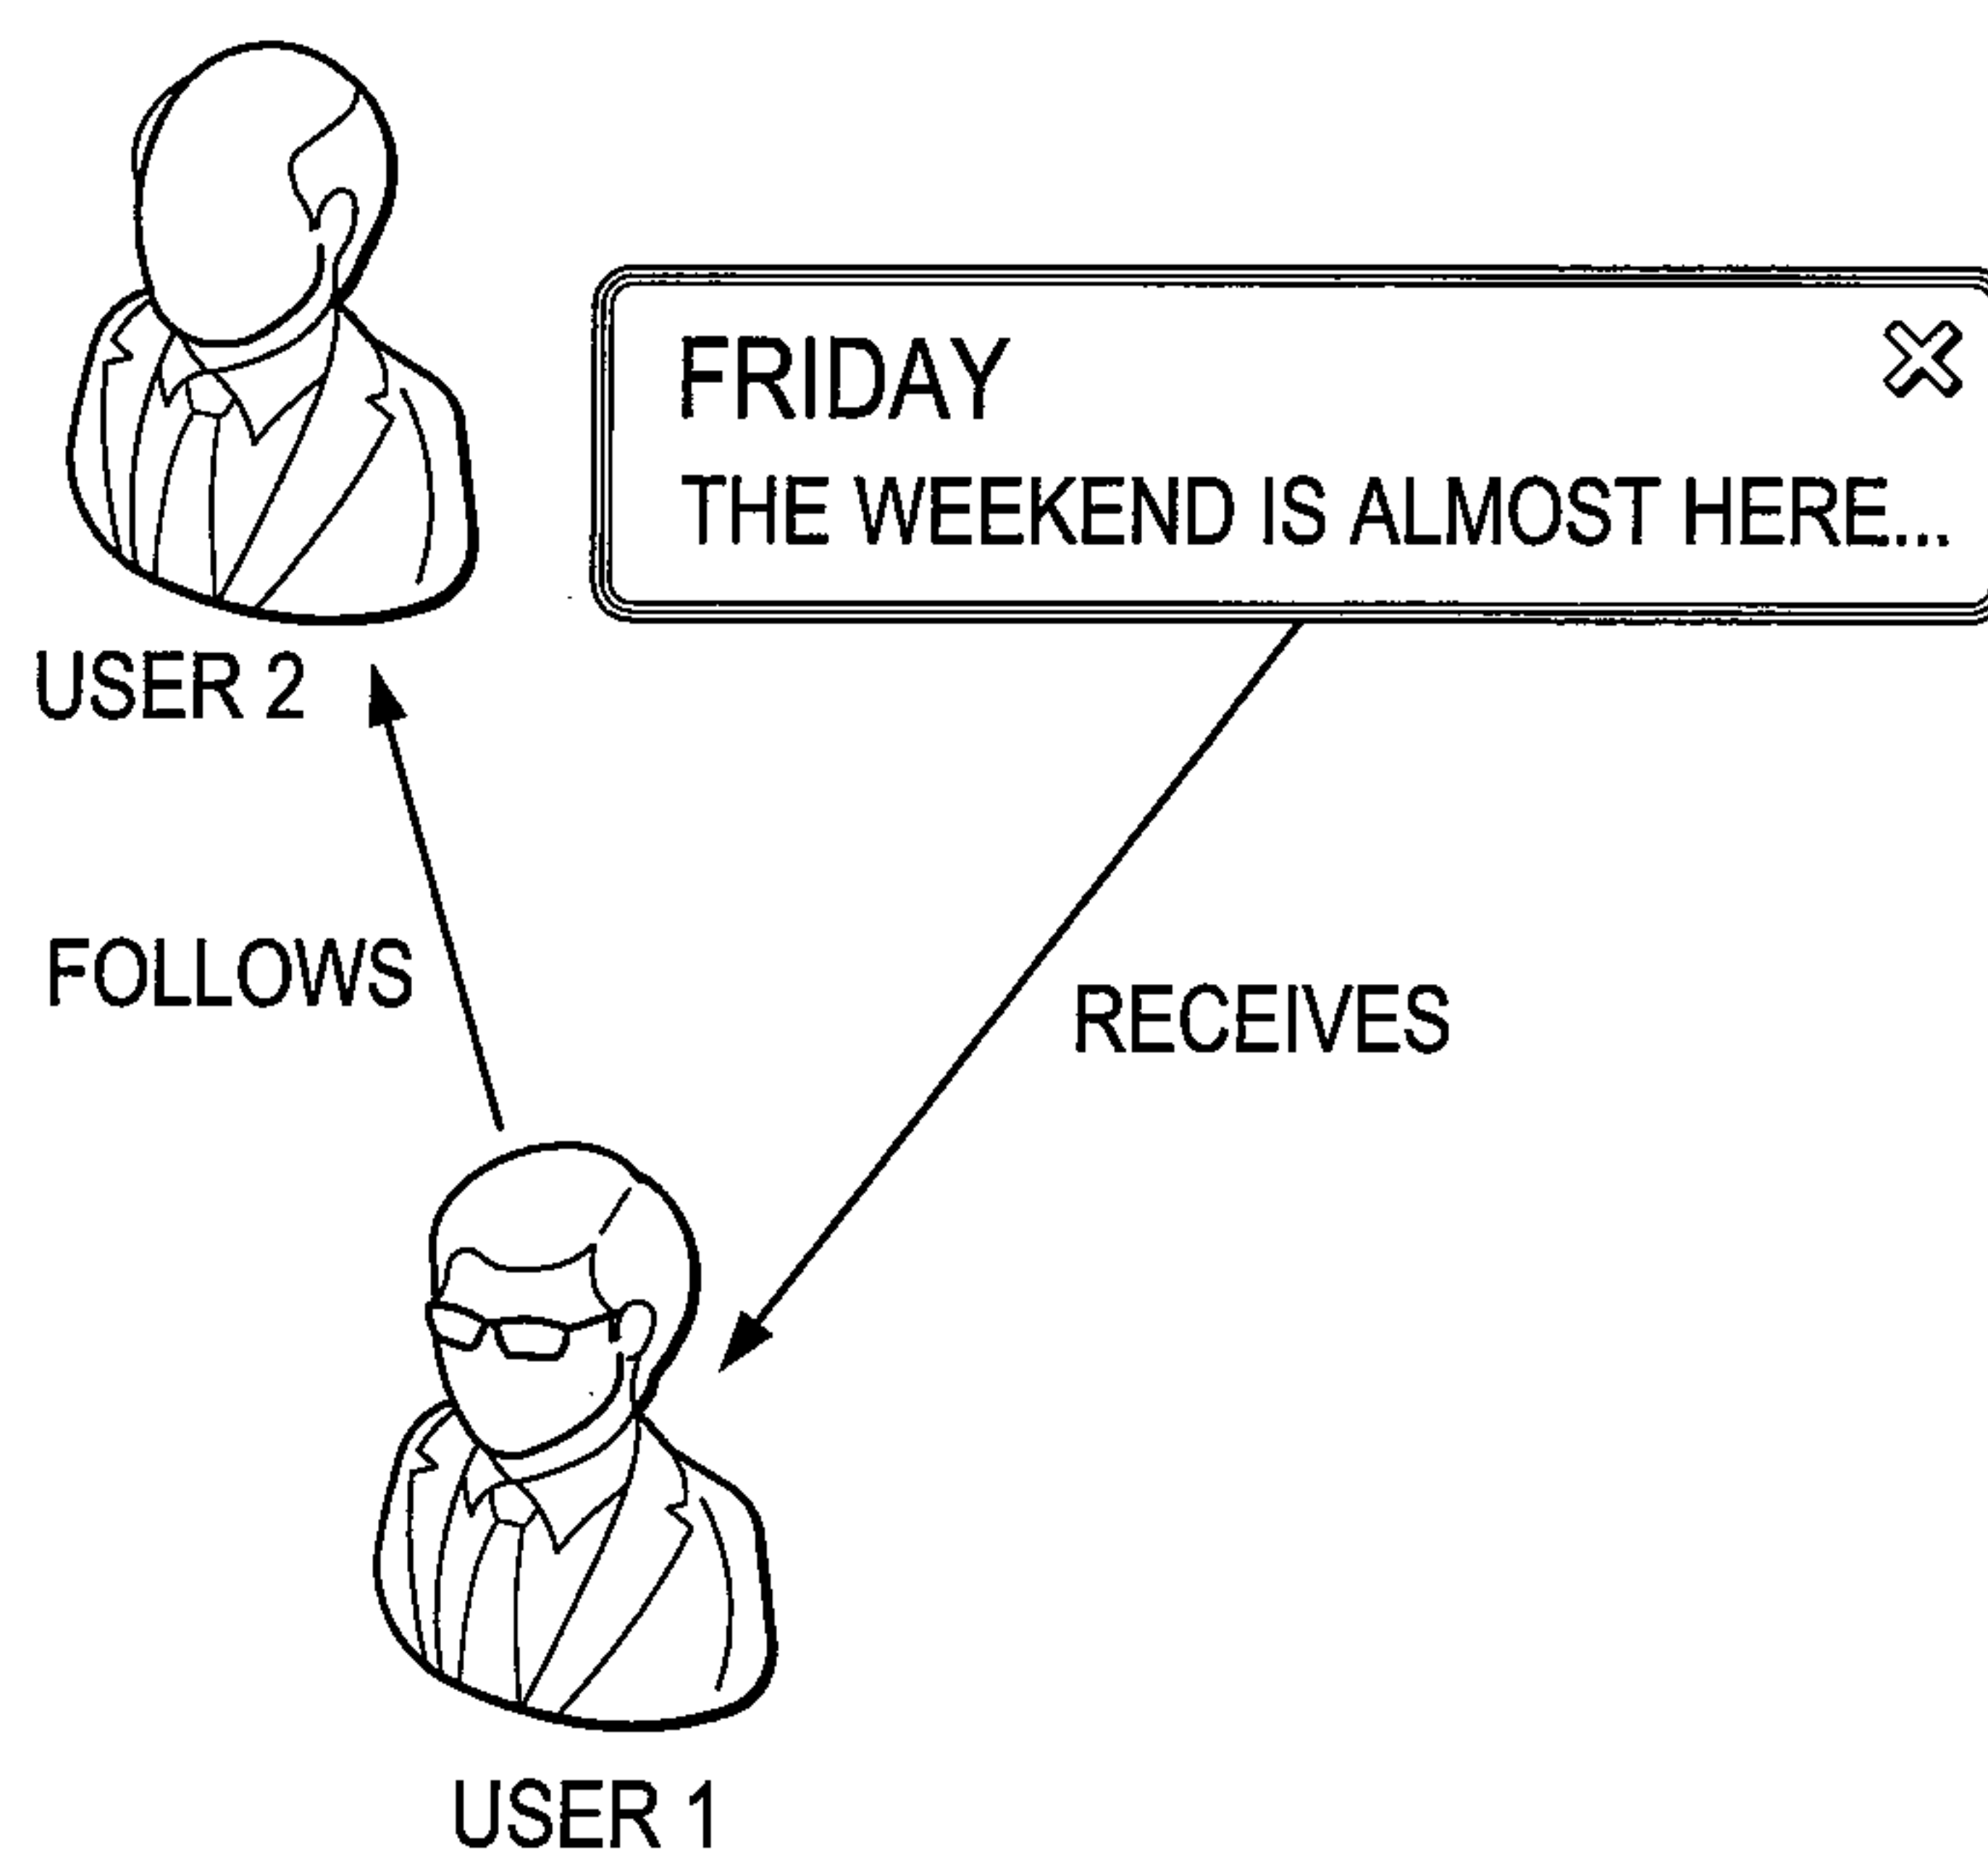 FRIDAY
THE WEEKEND IS ALMOST HERE...
USER 2
FOLLOWS
RECEIVES
USER 1